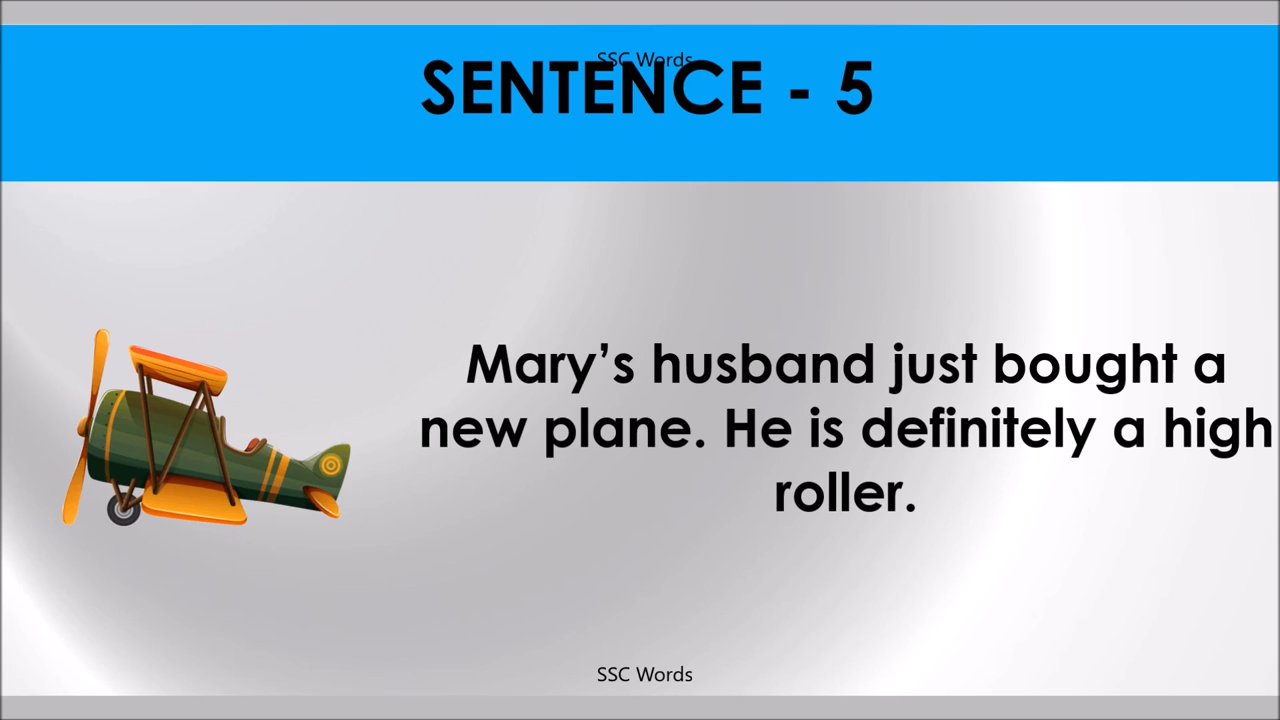 SSC Words
SENTENCE - 5
Mary’s husband just bought a
new plane. He is definitely a high
roller.
SSC Words